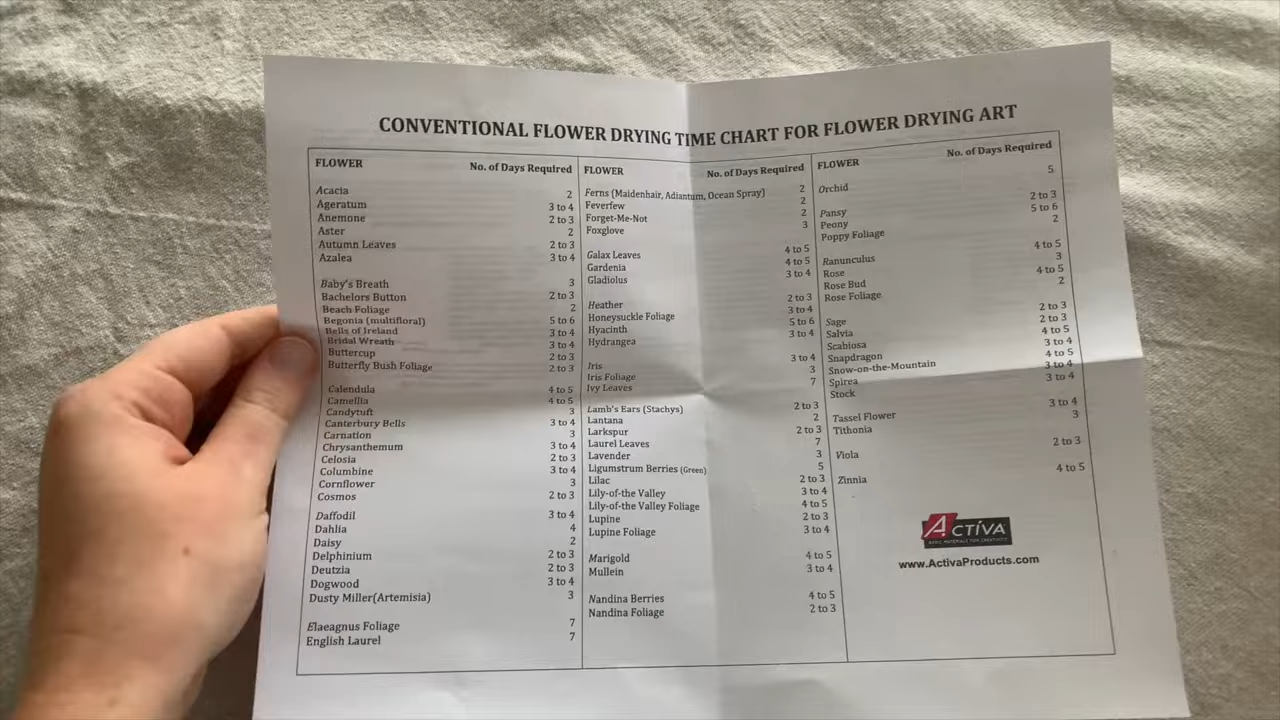 CONVENTIONAL FLOWER DRYING TIME CHART FOR FLOWER DRYING ART
FLOWER No. of Days Required
Acacia 2
Ageratum 3 to 4
Anemone 2 to 3
Aster 2
Autumn Leaves 2 to 3
Azalea 3 to 4
Baby's Breath 3
Bachelors Button 2 to 3
Beach Foliage 2
Begonia (multifloral) 5 to 6
Bells of Ireland 3 to 4
Bridal Wreath 3 to 4
Buttercup 2 to 3
Butterfly Bush Foliage 2 to 3
Calendula 4 to 5
Camellia 4 to 5
Candytuft 3
Canterbury Bells 3 to 4
Carnation 3
Chrysanthemum 3 to 4
Celosia 2 to 3
Columbine 3 to 4
Cornflower 3
Cosmos 2 to 3
Daffodil 3 to 4
Dahlia 4
Daisy 2
Delphinium 2 to 3
Deutzia 2 to 3
Dogwood 3 to 4
Dusty Miller(Artemisia) 3
Elaeagnus Foliage 7
English Laurel 7
FLOWER No. of Days Required
Ferns (Maidenhair, Adiantum, Ocean Spray) 2
Feverfew 2
Forget-Me-Not 2
Foxglove 3
Galax Leaves 4 to 5
Gardenia 4 to 5
Gladiolus 3 to 4
Heather 2 to 3
Honeysuckle Foliage 3 to 4
Hyacinth 5 to 6
Hydrangea 3 to 4
Iris 3 to 4
Iris Foliage 3
Ivy Leaves 7
Lamb's Ears (Stachys) 2 to 3
Lantana 2
Larkspur 2 to 3
Laurel Leaves 7
Lavender 3
Ligumstrum Berries (Green) 5
Lilac 2 to 3
Lily-of-the Valley 3 to 4
Lily-of-the Valley Foliage 4 to 5
Lupine 2 to 3
Lupine Foliage 3 to 4
Marigold 4 to 5
Mullein 3 to 4
Nandina Berries 4 to 5
Nandina Foliage 2 to 3
FLOWER No. of Days Required
Orchid 5
Pansy 2 to 3
Peony 5 to 6
Poppy Foliage 2
Ranunculus 4 to 5
Rose 3
Rose Bud 4 to 5
Rose Foliage 2
Sage 2 to 3
Salvia 2 to 3
Scabiosa 4 to 5
Snapdragon 3 to 4
Snow-on-the-Mountain 4 to 5
Spirea 3 to 4
Stock 3 to 4
Tassel Flower 3 to 4
Tithonia 3
Viola 2 to 3
Zinnia 4 to 5
ACTÍVA
www.ActivaProducts.com